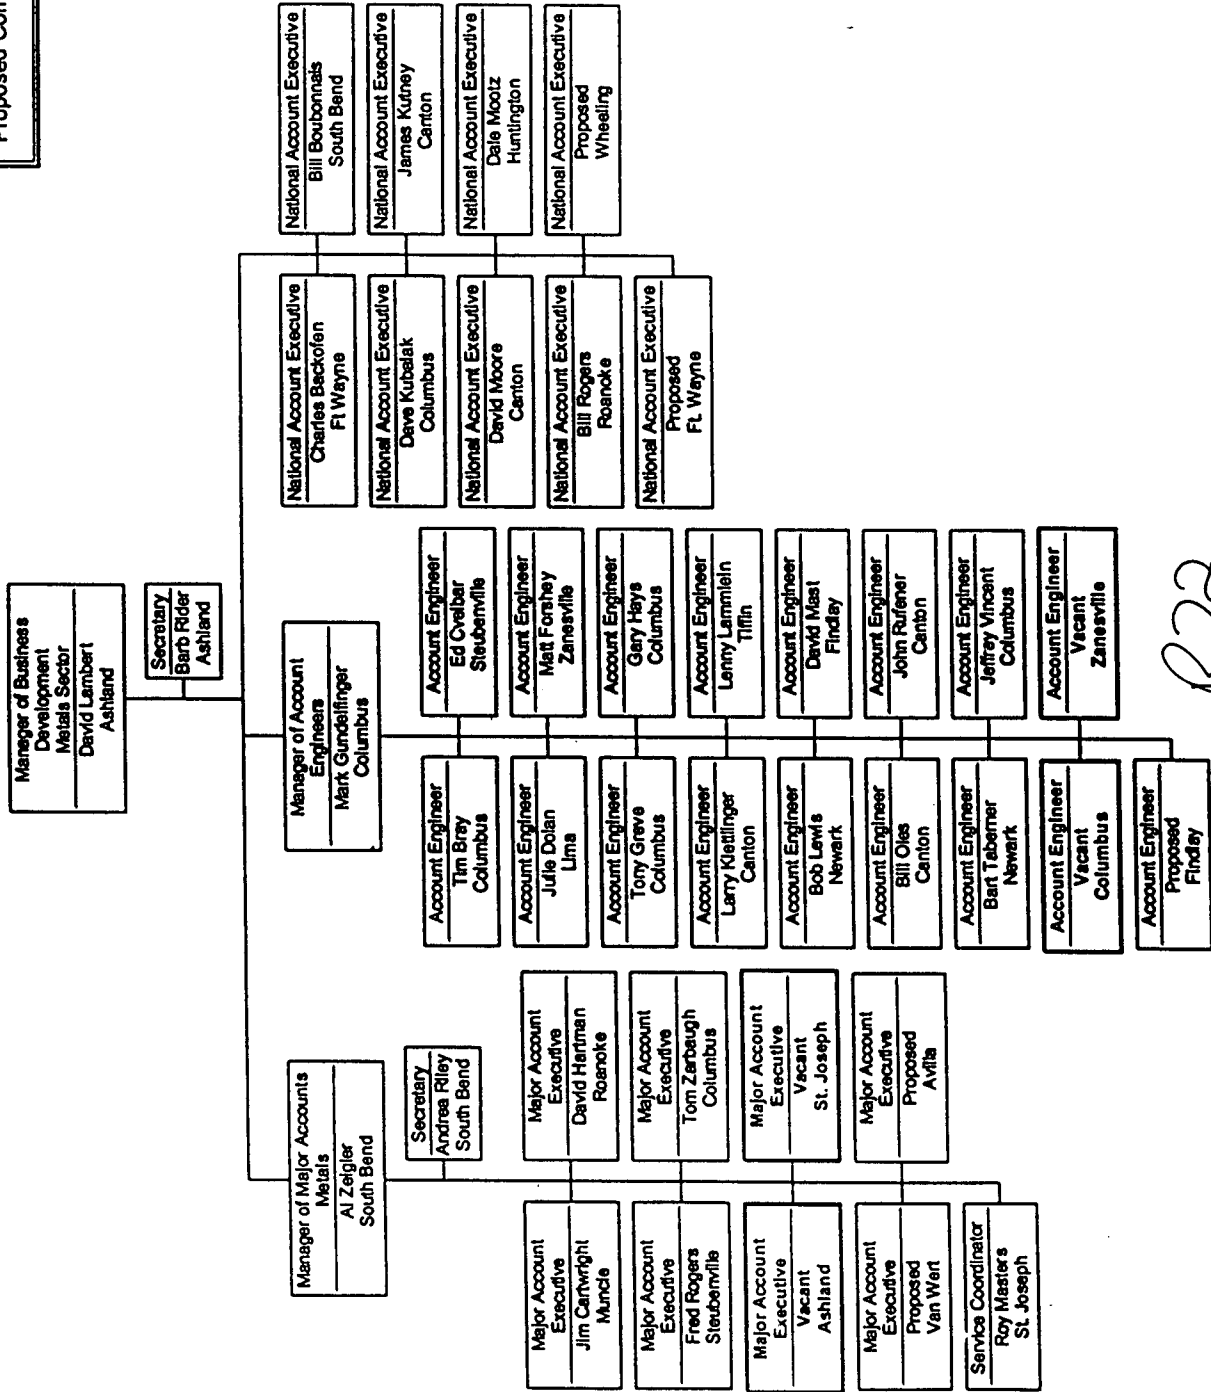 Proposed
Manager of Business
Development
Metals Sector
David Lambert
Ashland
Secretary
Barb Rider
Ashland
Manager of Major Accounts
Metals
Al Zeigler
South Bend
Secretary
Andrea Riley
South Bend
Major Account
Executive
Jim Cartwright
Muncie
Major Account
Executive
David Hartman
Roanoke
Major Account
Executive
Fred Rogers
Steubenville
Major Account
Executive
Tom Zarbaugh
Columbus
Major Account
Executive
Vacant
Ashland
Major Account
Executive
Vacant
St. Joseph
Major Account
Executive
Proposed
Van Wert
Major Account
Executive
Proposed
Avilla
Service Coordinator
Roy Masters
St. Joseph
Manager of Account
Engineers
Mark Gundelfinger
Columbus
Account Engineer
Tim Bray
Columbus
Account Engineer
Ed Cvelbar
Steubenville
Account Engineer
Julie Dolan
Lima
Account Engineer
Matt Forshey
Zanesville
Account Engineer
Tony Greve
Columbus
Account Engineer
Gary Hays
Columbus
Account Engineer
Larry Klettlinger
Canton
Account Engineer
Lenny Lammlein
Tiffin
Account Engineer
Bob Lewis
Newark
Account Engineer
David Mast
Findlay
Account Engineer
Bill Oles
Canton
Account Engineer
John Rufener
Canton
Account Engineer
Bart Taberner
Newark
Account Engineer
Jeffrey Vincent
Columbus
Account Engineer
Vacant
Columbus
Account Engineer
Vacant
Zanesville
Account Engineer
Proposed
Findlay
National Account Executive
Charles Backofen
Ft Wayne
National Account Executive
Bill Boubonnais
South Bend
National Account Executive
Dave Kubalak
Columbus
National Account Executive
James Kutney
Canton
National Account Executive
David Moore
Canton
National Account Executive
Dale Mootz
Huntington
National Account Executive
Bill Rogers
Roanoke
National Account Executive
Proposed
Wheeling
National Account Executive
Proposed
Ft. Wayne